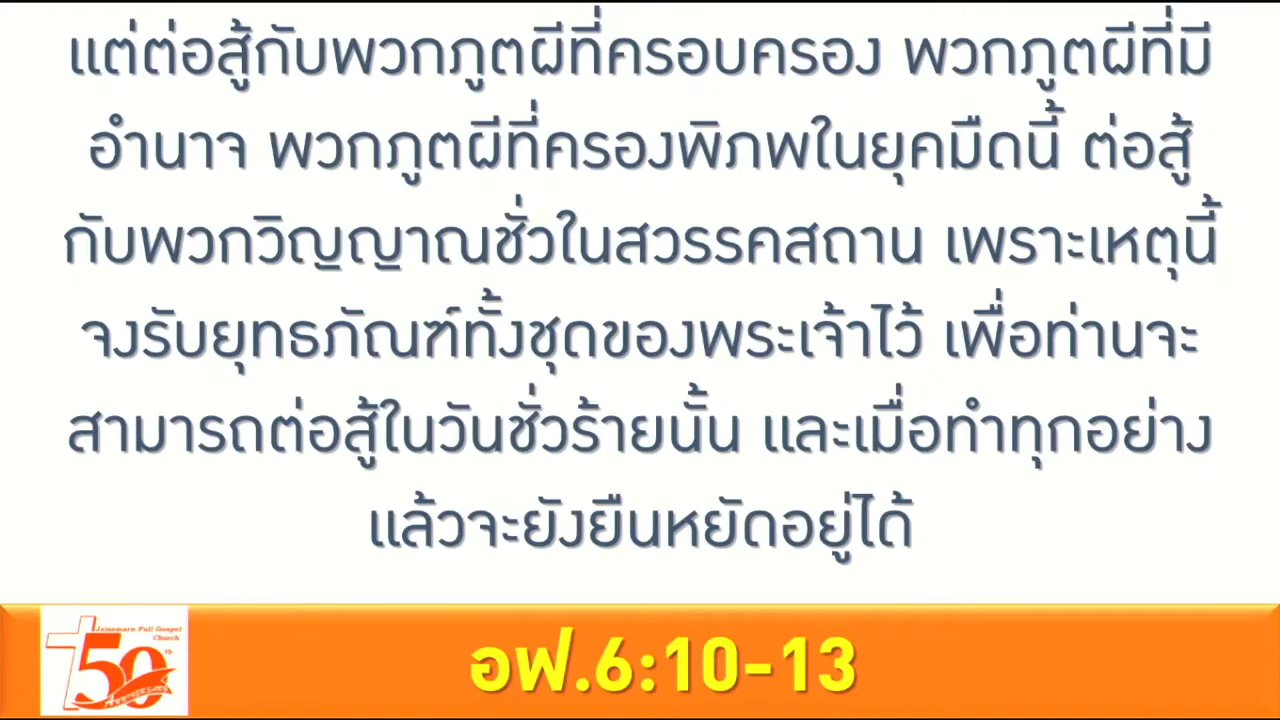 แต่ต่อสู้กับพวกภูตผีที่ครอบครอง พวกภูตผีที่มี
อำนาจ พวกภูตผีที่ครองพิภพในยุคมืดนี้ ต่อสู้
กับพวกวิญญาณชั่วในสวรรคสถาน เพราะเหตุนี้
จงรับยุทธภัณฑ์ทั้งชุดของพระเจ้าไว้ เพื่อท่านจะ
สามารถต่อสู้ในวันชั่วร้ายนั้น และเมื่อทำทุกอย่าง
แล้วจะยังยืนหยัดอยู่ได้
Full Gospel
Church
50th
Anniversary
อฟ.6:10-13